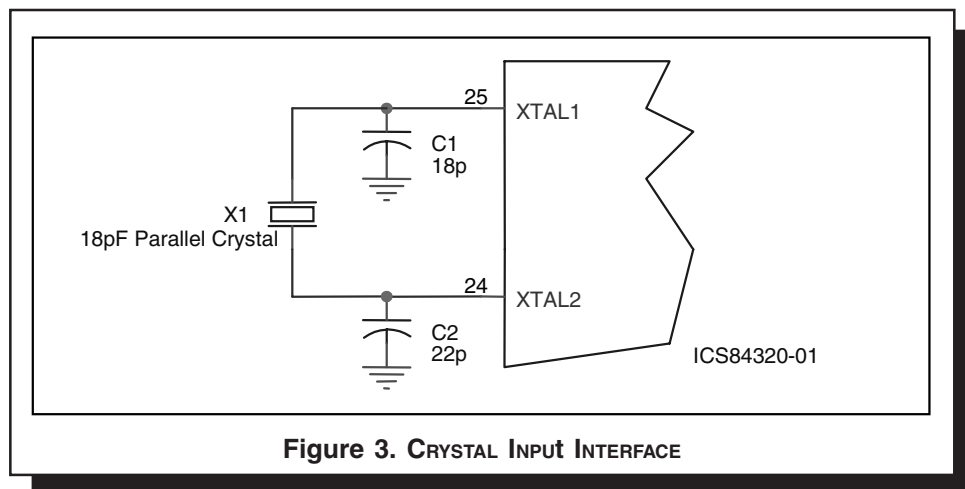 25
XTAL1
C1
18p
X1
18pF Parallel Crystal
24
XTAL2
C2
22p
ICS84320-01
Figure 3. CRYSTAL INPUT INTERFACE